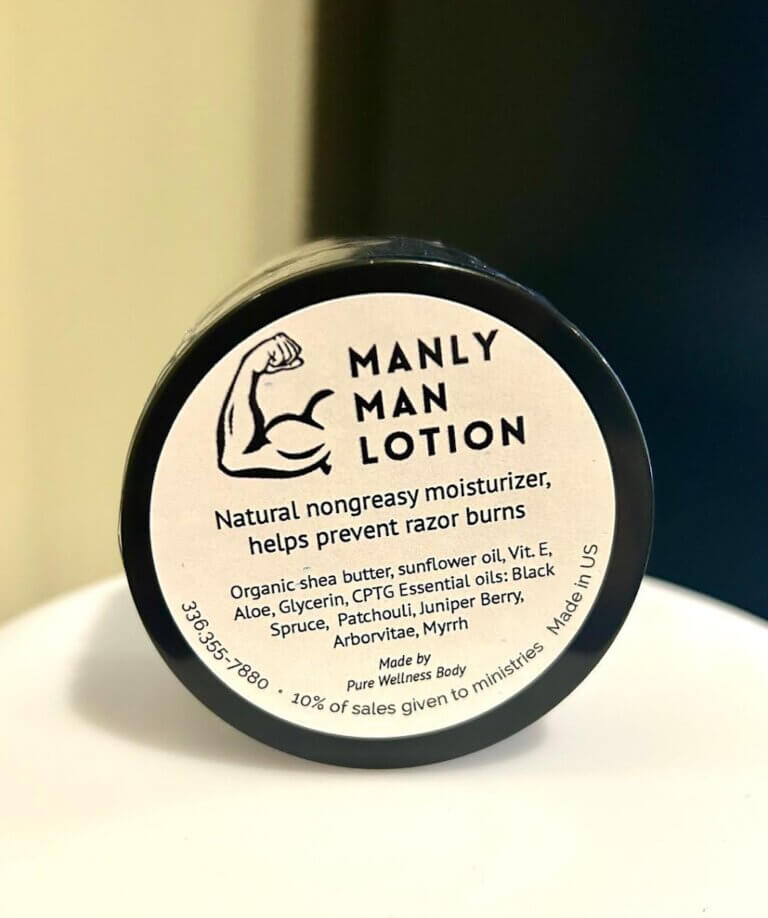 MANLY
MAN
LOTION
Natural nongreasy moisturizer,
helps prevent razor burns
Organic shea butter, sunflower oil, Vit. E,
Aloe, Glycerin, CPTG Essential oils: Black
Spruce, Patchouli, Juniper Berry,
Arborvitae, Myrrh
Made by
Pure Wellness Body
336.355-7880 • 10% of sales given to ministries Made in US